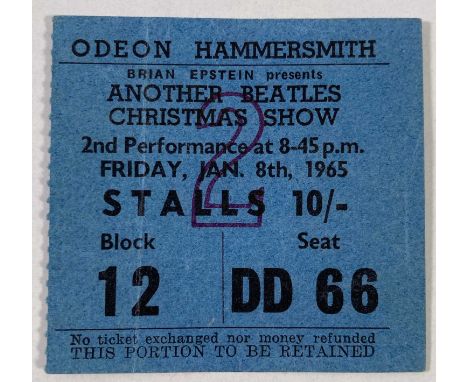 ODEON HAMMERSMITH
BRIAN EPSTEIN presents
ANOTHER BEATLES
CHRISTMAS SHOW
2
2nd Performance at 8-45 p.m.
FRIDAY, JAN. 8th, 1965
STALLS 10/-
Block Seat
12 DD 66
No ticket exchanged nor money refunded
THIS PORTION TO BE RETAINED